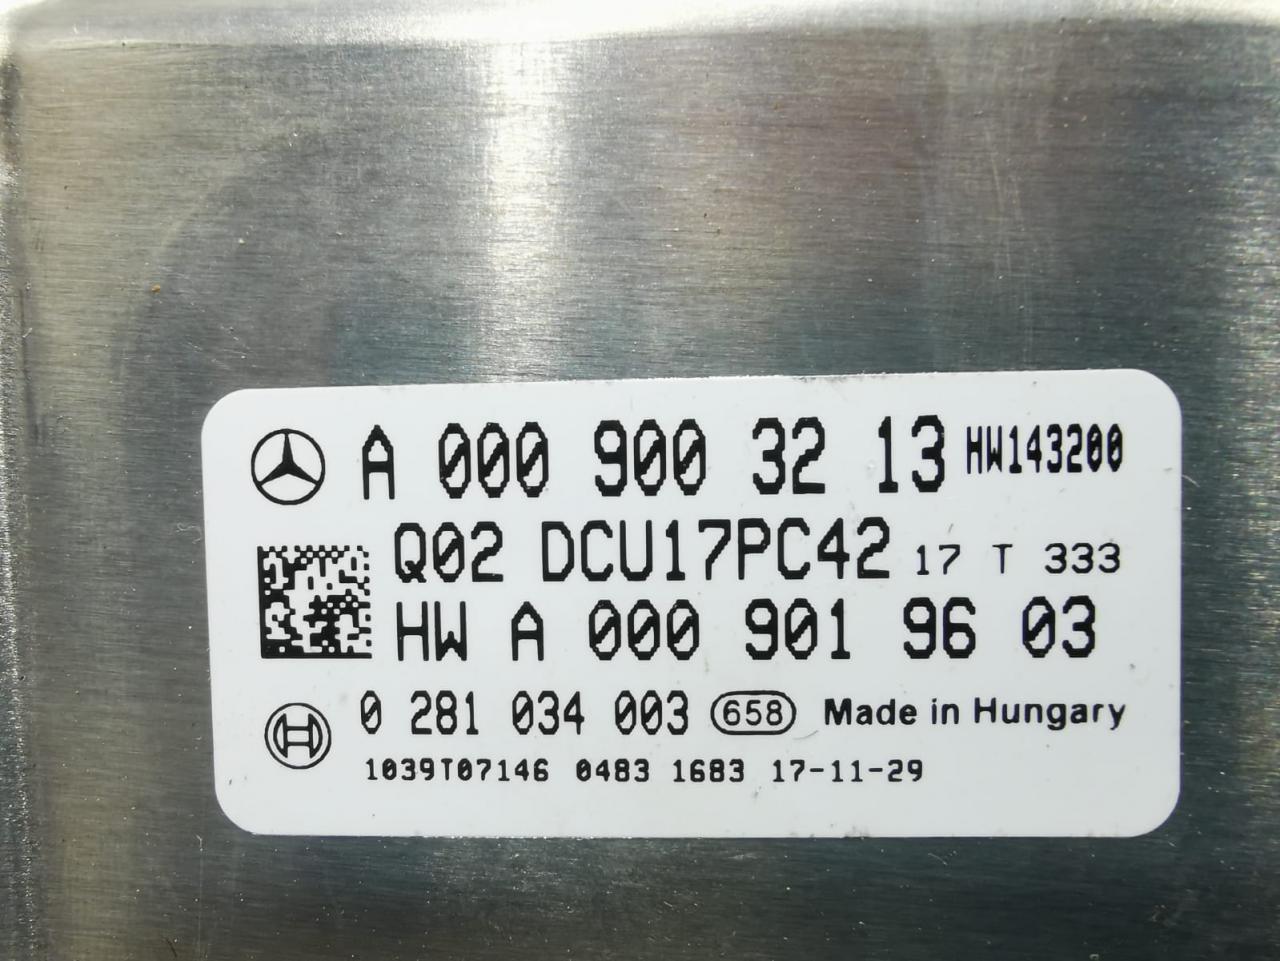 A 000 900 32 13 HW143200
Q02 DCU17PC42 17 T 333
HW A 000 901 96 03
0 281 034 003 658 Made in Hungary
1039T07146 0483 1683 17-11-29